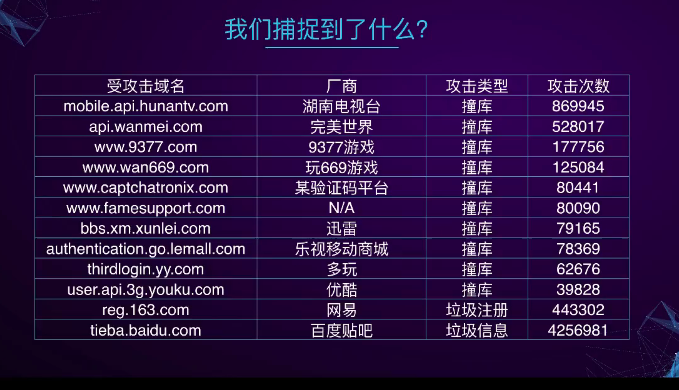 我们捕捉到了什么?
受攻击域名 厂商 攻击类型 攻击次数
mobile.api.hunantv.com 湖南电视台 撞库 869945
api.wanmei.com 完美世界 撞库 528017
wvw.9377.com 9377游戏 撞库 177756
www.wan669.com 玩669游戏 撞库 125084
www.captchatronix.com 某验证码平台 撞库 80441
www.famesupport.com N/A 撞库 80090
bbs.xm.xunlei.com 迅雷 撞库 79165
authentication.go.lemall.com 乐视移动商城 撞库 78369
thirdlogin.yy.com 多玩 撞库 62676
user.api.3g.youku.com 优酷 撞库 39828
reg.163.com 网易 垃圾注册 443302
tieba.baidu.com 百度贴吧 垃圾信息 4256981